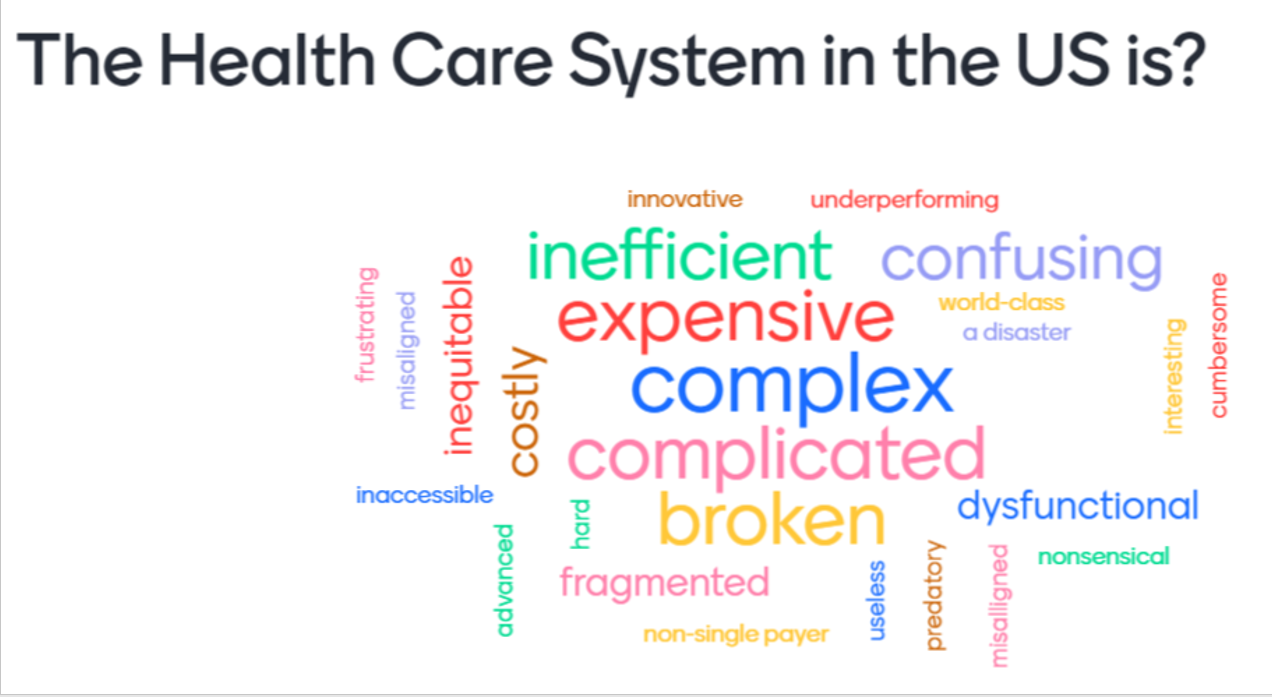 The Health Care System in the US is?
innovative
underperforming
inefficient
confusing
frustrating
misaligned
inequitable
expensive
world-class
a disaster
cumbersome
interesting
costly
complex
complicated
inaccessible
hard
broken
dysfunctional
advanced
fragmented
useless
predatory
misalligned
nonsensical
non-single payer